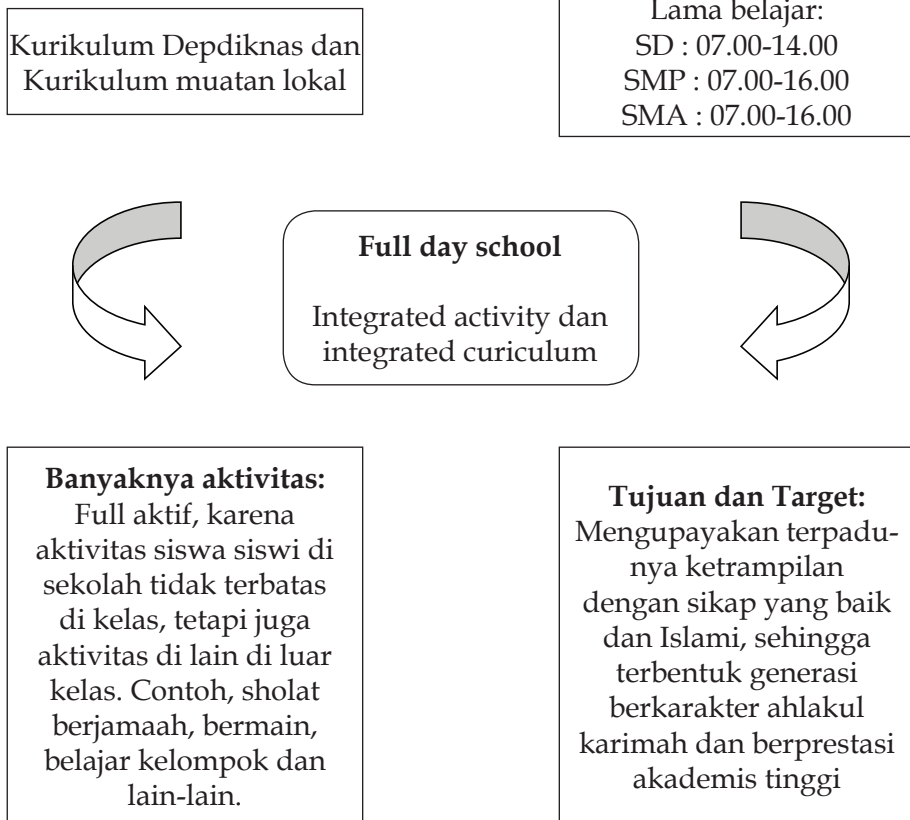 Kurikulum Depdiknas dan
Kurikulum muatan lokal
Lama belajar:
SD : 07.00-14.00
SMP : 07.00-16.00
SMA : 07.00-16.00
Full day school
Integrated activity dan
integrated curiculum
Banyaknya aktivitas:
Full aktif, karena
aktivitas siswa siswi di
sekolah tidak terbatas
di kelas, tetapi juga
aktivitas di lain di luar
kelas. Contoh, sholat
berjamaah, bermain,
belajar kelompok dan
lain-lain.
Tujuan dan Target:
Mengupayakan terpadu-
nya ketrampilan
dengan sikap yang baik
dan Islami, sehingga
terbentuk generasi
berkarakter ahlakul
karimah dan berprestasi
akademis tinggi